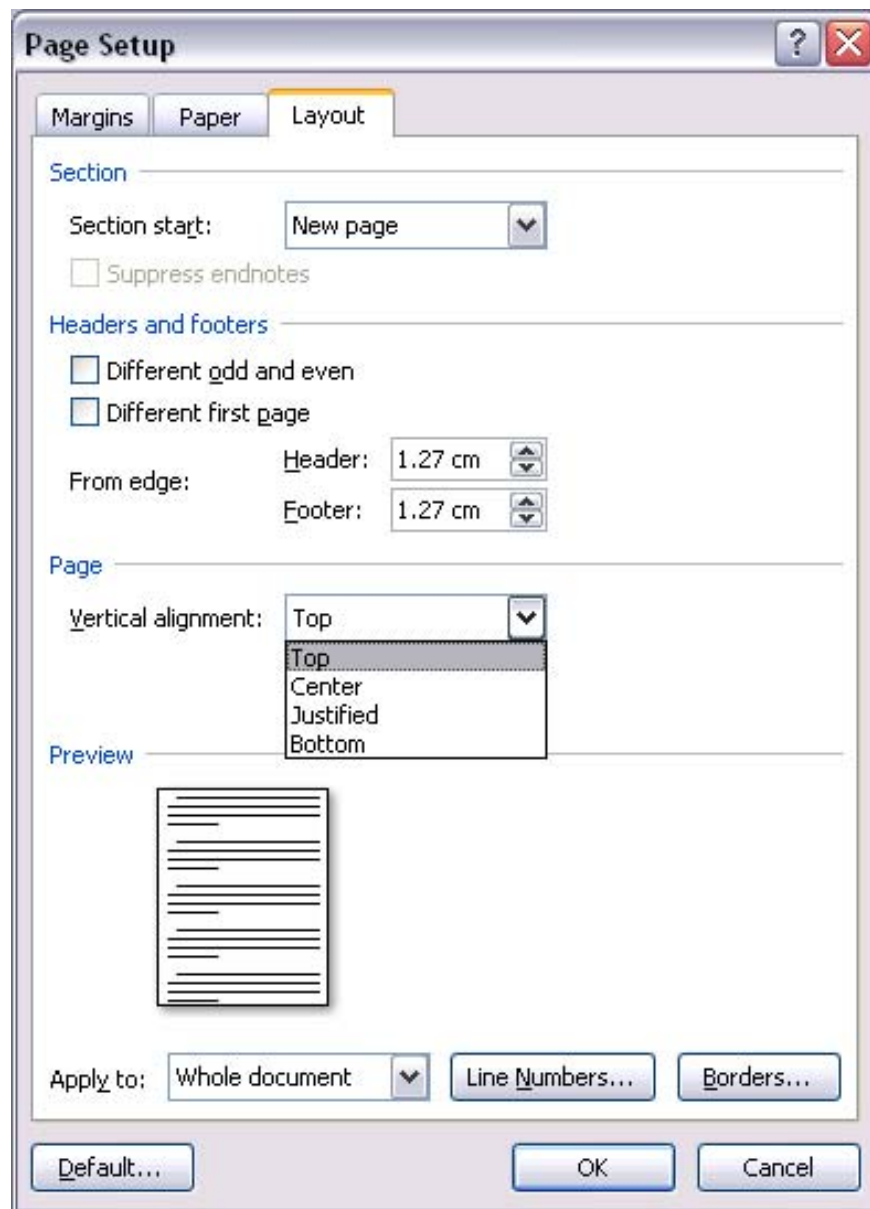 Page Setup
Margins Paper Layout
Section
Section start: New page
Suppress endnotes
Headers and footers
Different odd and even
Different first page
From edge:
Header: 1.27 cm
Footer: 1.27 cm
Page
Vertical alignment: Top
Top
Center
Justified
Bottom
Preview
Apply to: Whole document Line Numbers... Borders...
Default... OK Cancel